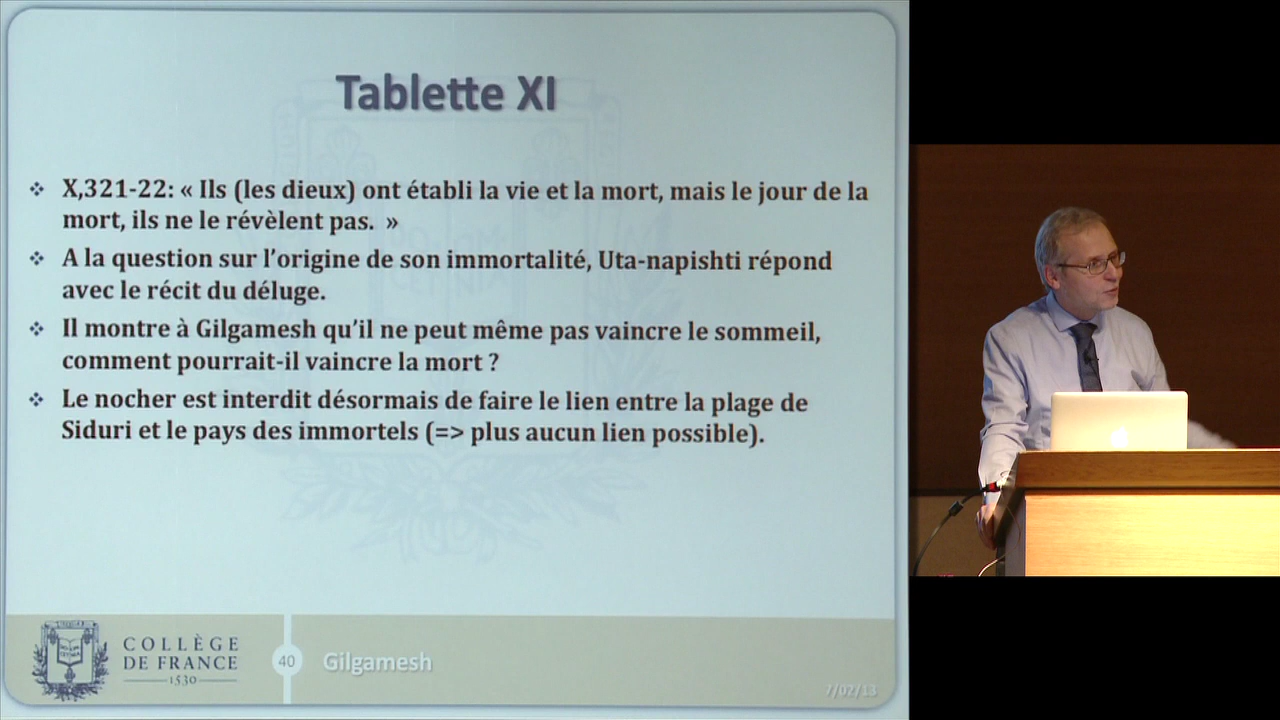 Tablette XI
X,321-22: « Ils (les dieux) ont établi la vie et la mort, mais le jour de la
mort, ils ne le révèlent pas. »
A la question sur l'origine de son immortalité, Uta-napishti répond
avec le récit du déluge.
Il montre à Gilgamesh qu'il ne peut même pas vaincre le sommeil,
comment pourrait-il vaincre la mort ?
Le nocher est interdit désormais de faire le lien entre la plage de
Siduri et le pays des immortels (=> plus aucun lien possible).
COLLÈGE
DE FRANCE
1530
40
Gilgamesh
7/02/13